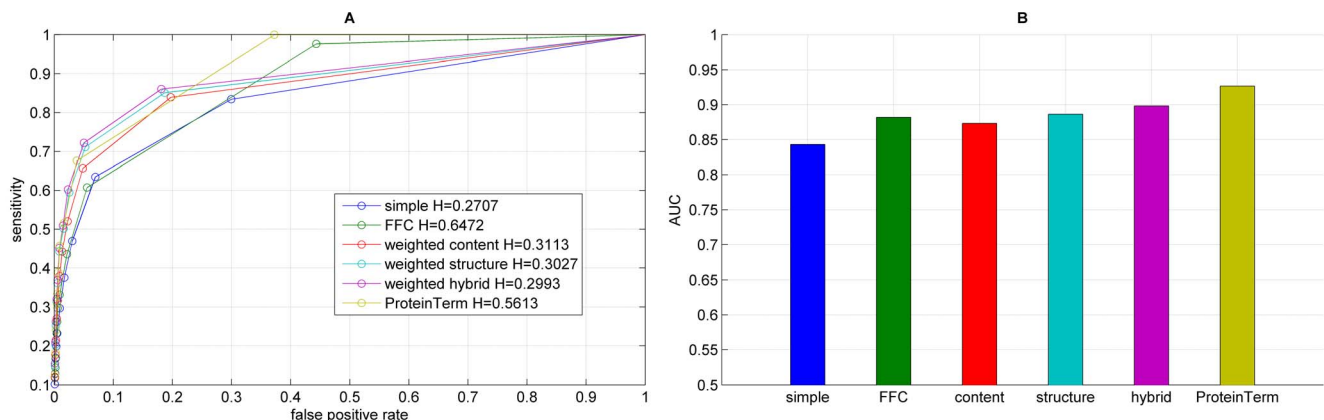 A
1
0.9
0.8
0.7
0.6
0.5
0.4
0.3
0.2
0.1
sensitivity
simple H=0.2707
FFC H=0.6472
weighted content H=0.3113
weighted structure H=0.3027
weighted hybrid H=0.2993
ProteinTerm H=0.5613
0 0.1 0.2 0.3 0.4 0.5 0.6 0.7 0.8 0.9 1
false positive rate
B
1
0.95
0.9
0.85
0.8
0.75
0.7
0.65
0.6
0.55
0.5
AUC
simple FFC content structure hybrid ProteinTerm